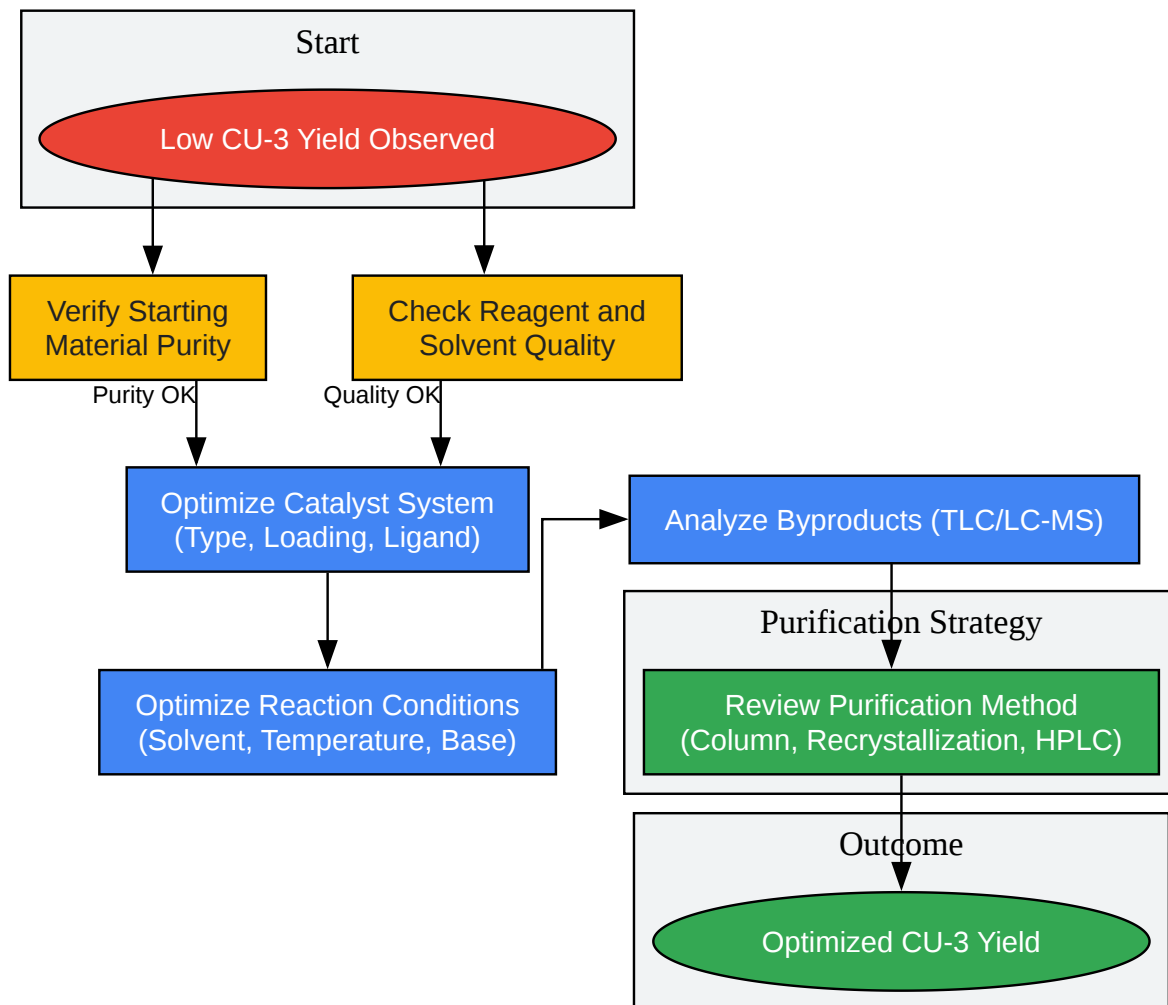 Start
Low CU-3 Yield Observed
Verify Starting
Material Purity
Check Reagent and
Solvent Quality
Purity OK
Quality OK
Optimize Catalyst System
(Type, Loading, Ligand)
Analyze Byproducts (TLC/LC-MS)
Optimize Reaction Conditions
(Solvent, Temperature, Base)
Purification Strategy
Review Purification Method
(Column, Recrystallization, HPLC)
Outcome
Optimized CU-3 Yield